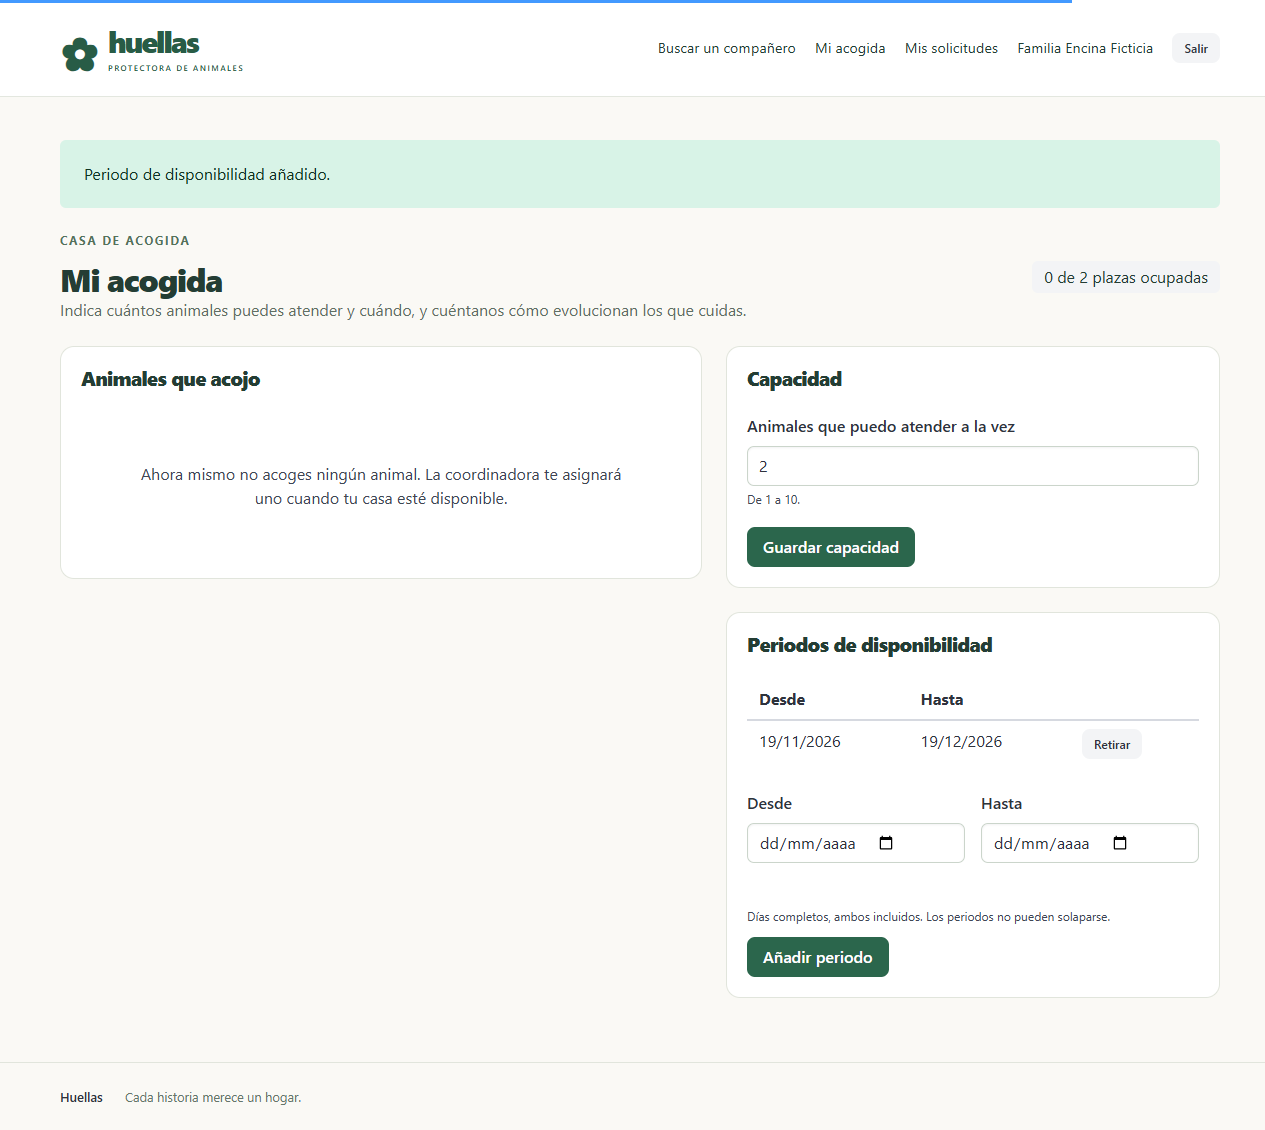 huellas
PROTECTORA DE ANIMALES
Buscar un compañero
Mi acogida
Mis solicitudes
Familia Encina Ficticia
Salir
Periodo de disponibilidad añadido.
CASA DE ACOGIDA
Mi acogida
0 de 2 plazas ocupadas
Indica cuántos animales puedes atender y cuándo, y cuéntanos cómo evolucionan los que cuidas.
Animales que acojo
Ahora mismo no acoges ningún animal. La coordinadora te asignará
uno cuando tu casa esté disponible.
Capacidad
Animales que puedo atender a la vez
2
De 1 a 10.
Guardar capacidad
Periodos de disponibilidad
Desde Hasta
19/11/2026 19/12/2026 Retirar
Desde Hasta
dd/mm/aaaa dd/mm/aaaa
Días completos, ambos incluidos. Los periodos no pueden solaparse.
Añadir periodo
Huellas Cada historia merece un hogar.